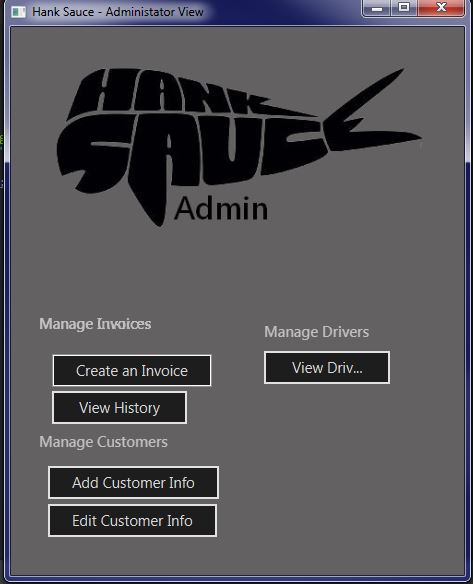 Hank Sauce - Administator View
HANK
SAUCE
Admin
Manage Invoices
Create an Invoice
View History
Manage Customers
Add Customer Info
Edit Customer Info
Manage Drivers
View Driv...